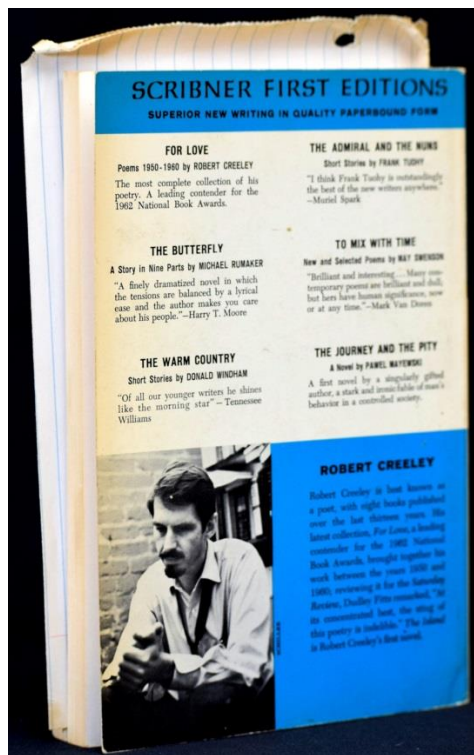 SCRIBNER FIRST EDITIONS
SUPERIOR NEW WRITING IN QUALITY PAPERBOUND FORM
FOR LOVE
Poems 1950-1960 by ROBERT CREELEY
The most complete collection of his
poetry. A leading contender for the
1962 National Book Awards.
THE BUTTERFLY
A Story in Nine Parts by MICHAEL RUMAKER
"A finely dramatized novel in which
the tensions are balanced by a lyrical
ease and the author makes you care
about his people."—Harry T. Moore
THE WARM COUNTRY
Short Stories by DONALD WINDHAM
"Of all our younger writers he shines
like the morning star" — Tennessee
Williams
THE ADMIRAL AND THE NUNS
Short Stories by FRANK TUOHY
"I think Frank Tuohy is outstandingly
the best of the new writers anywhere."
—Muriel Spark
TO MIX WITH TIME
New and Selected Poems by MAY SWENSON
"Brilliant and interesting... Many con-
temporary poems are brilliant and dull,
but hers have human significance, now
or at any time."—Mark Van Doren
THE JOURNEY AND THE PITY
A Novel by PAWEL MAYEWSKI
A first novel by a singularly gifted
author, a stark and ironic fable of man's
behavior in a controlled society.
ROBERT CREELEY
Robert Creeley is best known as
a poet, with eight books published
over the last thirteen years. His
latest collection, For Love, a leading
contender for the 1962 National
Book Awards, brought together his
work between the years 1950 and
1960; reviewing it for the Saturday
Review, Dudley Fitts remarked, "At
its concentrated best, the sting of
this poetry is indelible." The Island
is Robert Creeley's first novel.